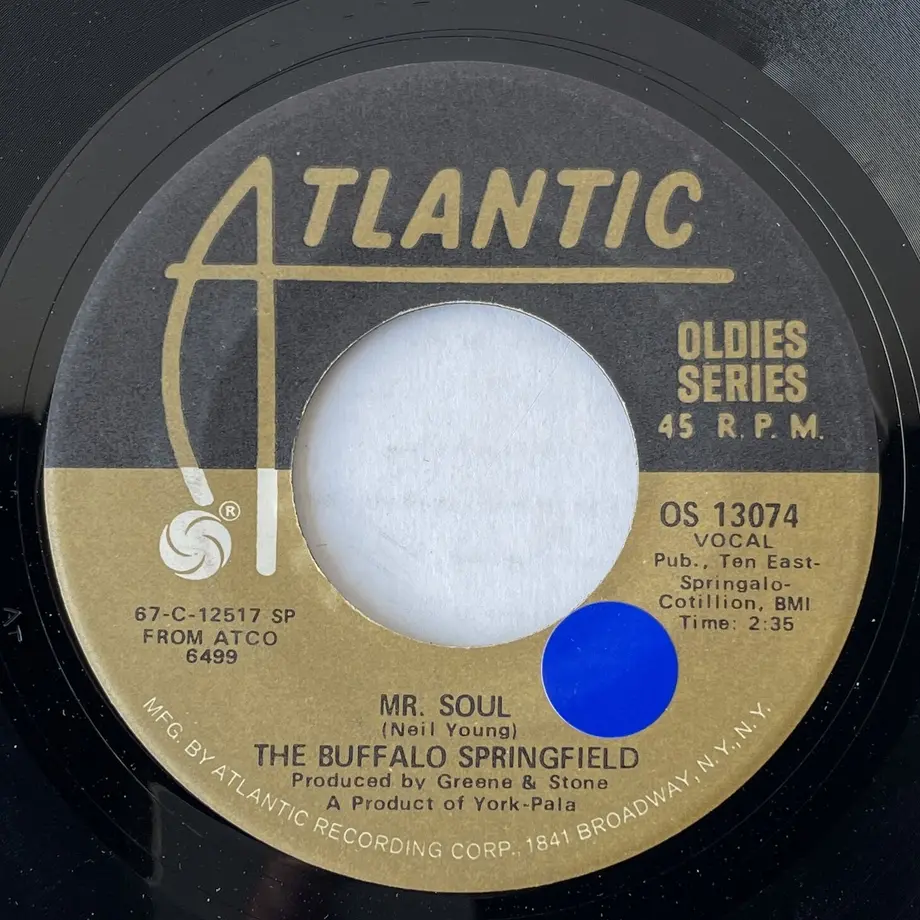 ATLANTIC
OLDIES
SERIES
45 R.P.M.
®
OS 13074
VOCAL
Pub., Ten East-
Springalo-
Cotillion, BMI
Time: 2:35
67-C-12517 SP
FROM ATCO
6499
MR. SOUL
(Neil Young)
THE BUFFALO SPRINGFIELD
Produced by Greene & Stone
A Product of York-Pala
MFG. BY ATLANTIC RECORDING CORP., 1841 BROADWAY, N.Y., N.Y.